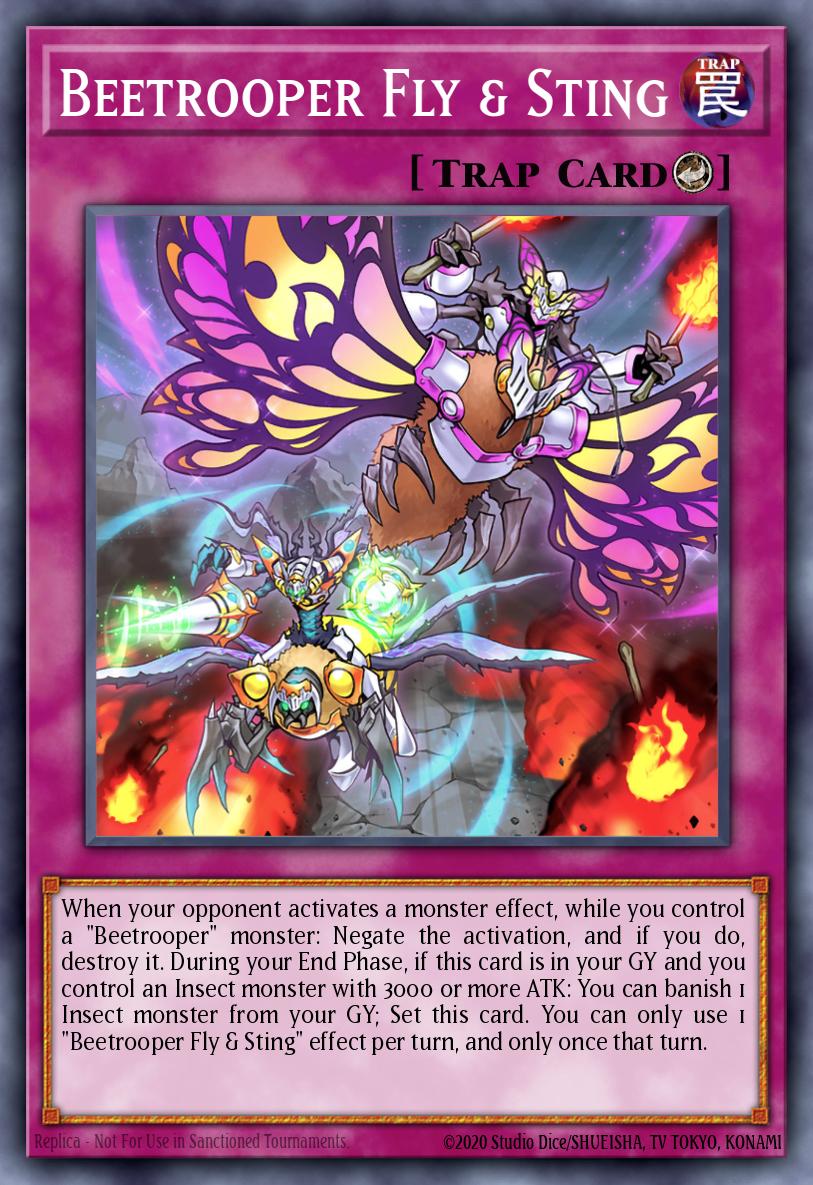 Beetrooper Fly & Sting
TRAP
罠
[ Trap Card ]
When your opponent activates a monster effect, while you control
a "Beetrooper" monster: Negate the activation, and if you do,
destroy it. During your End Phase, if this card is in your GY and you
control an Insect monster with 3000 or more ATK: You can banish 1
Insect monster from your GY; Set this card. You can only use 1
"Beetrooper Fly & Sting" effect per turn, and only once that turn.
Replica - Not For Use in Sanctioned Tournaments.
©2020 Studio Dice/SHUEISHA, TV TOKYO, KONAMI